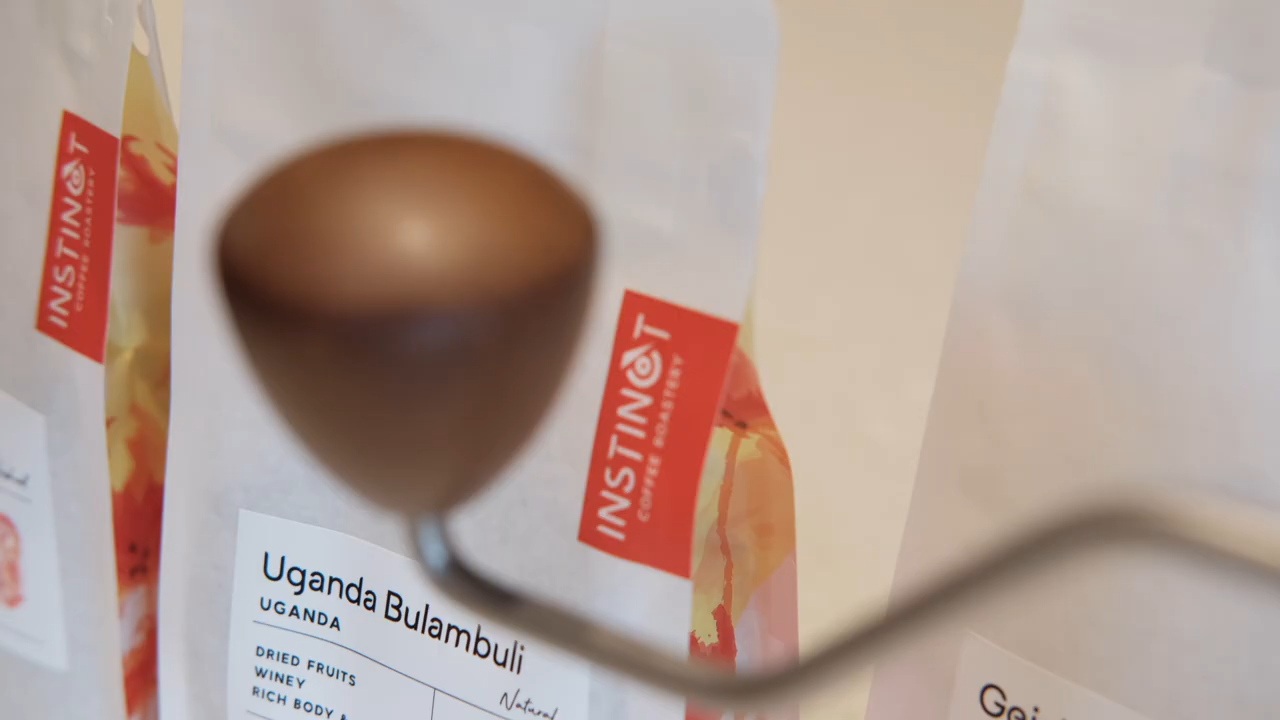 INSTINCT
COFFEE ROASTERY
INSTINCT
COFFEE ROASTERY
Uganda Bulambuli
UGANDA
DRIED FRUITS
WINEY
RICH BODY &
Natural